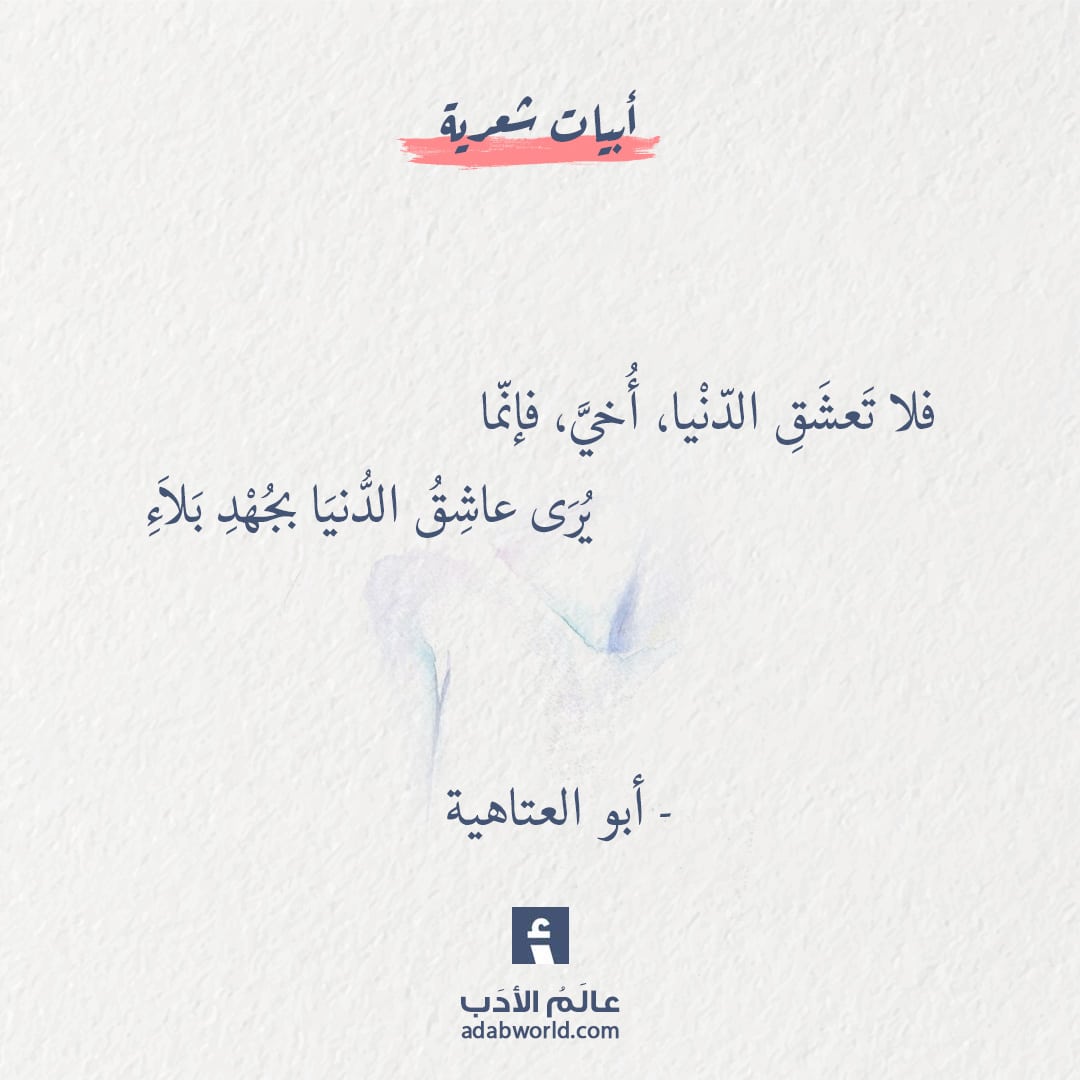 أبيات شعرية
فلا تَعشَقِ الدّنْيا، أُخيَّ، فإنّما
يُرَى عاشِقُ الدُّنيَا بجُهْدِ بَلاَءِ
- أبو العتاهية
أ
عالَمُ الأدَب
adabworld.com